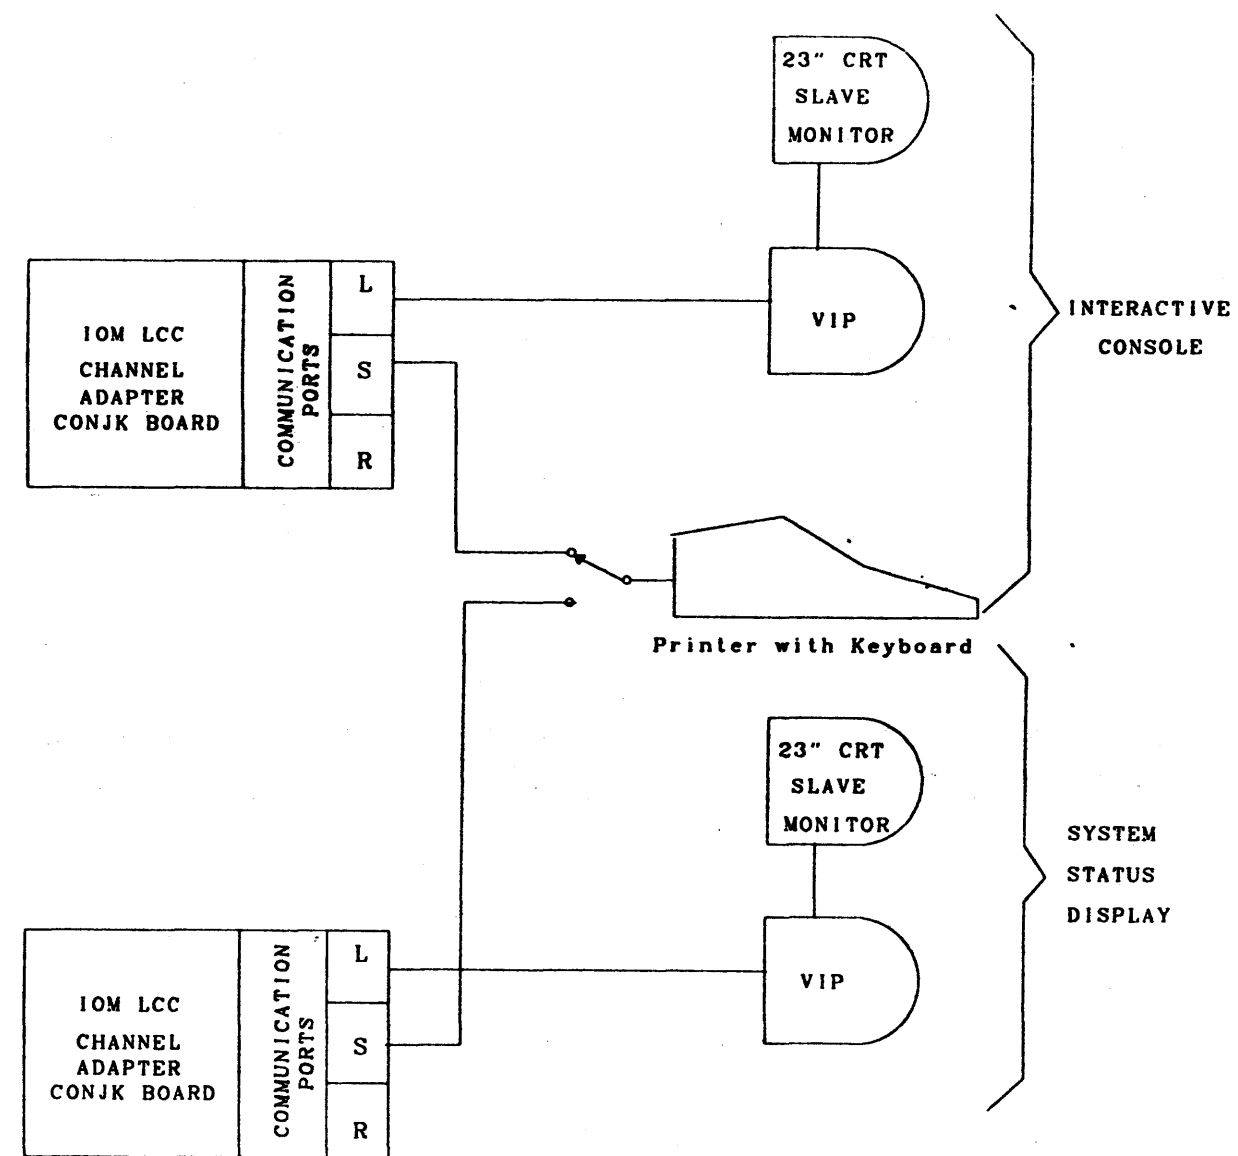 23" CRT
SLAVE
MONITOR
IOM LCC
CHANNEL
ADAPTER
CONJK BOARD
COMMUNICATION
PORTS
L
S
R
VIP
INTERACTIVE
CONSOLE
Printer with Keyboard
23" CRT
SLAVE
MONITOR
SYSTEM
STATUS
DISPLAY
IOM LCC
CHANNEL
ADAPTER
CONJK BOARD
COMMUNICATION
PORTS
L
S
R
VIP